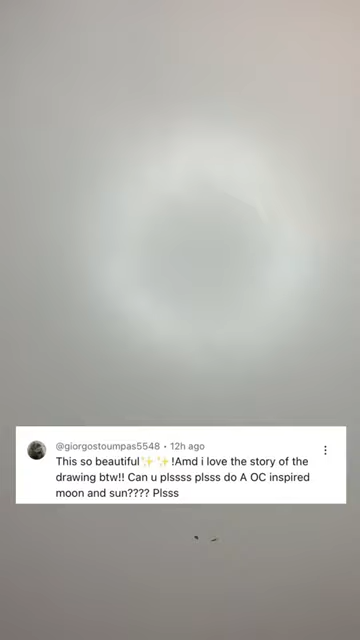 @giorgostoumpas5548 • 12h ago
This so beautiful✨✨!Amd i love the story of the
drawing btw!! Can u plssss plsss do A OC inspired
moon and sun???? Plsss